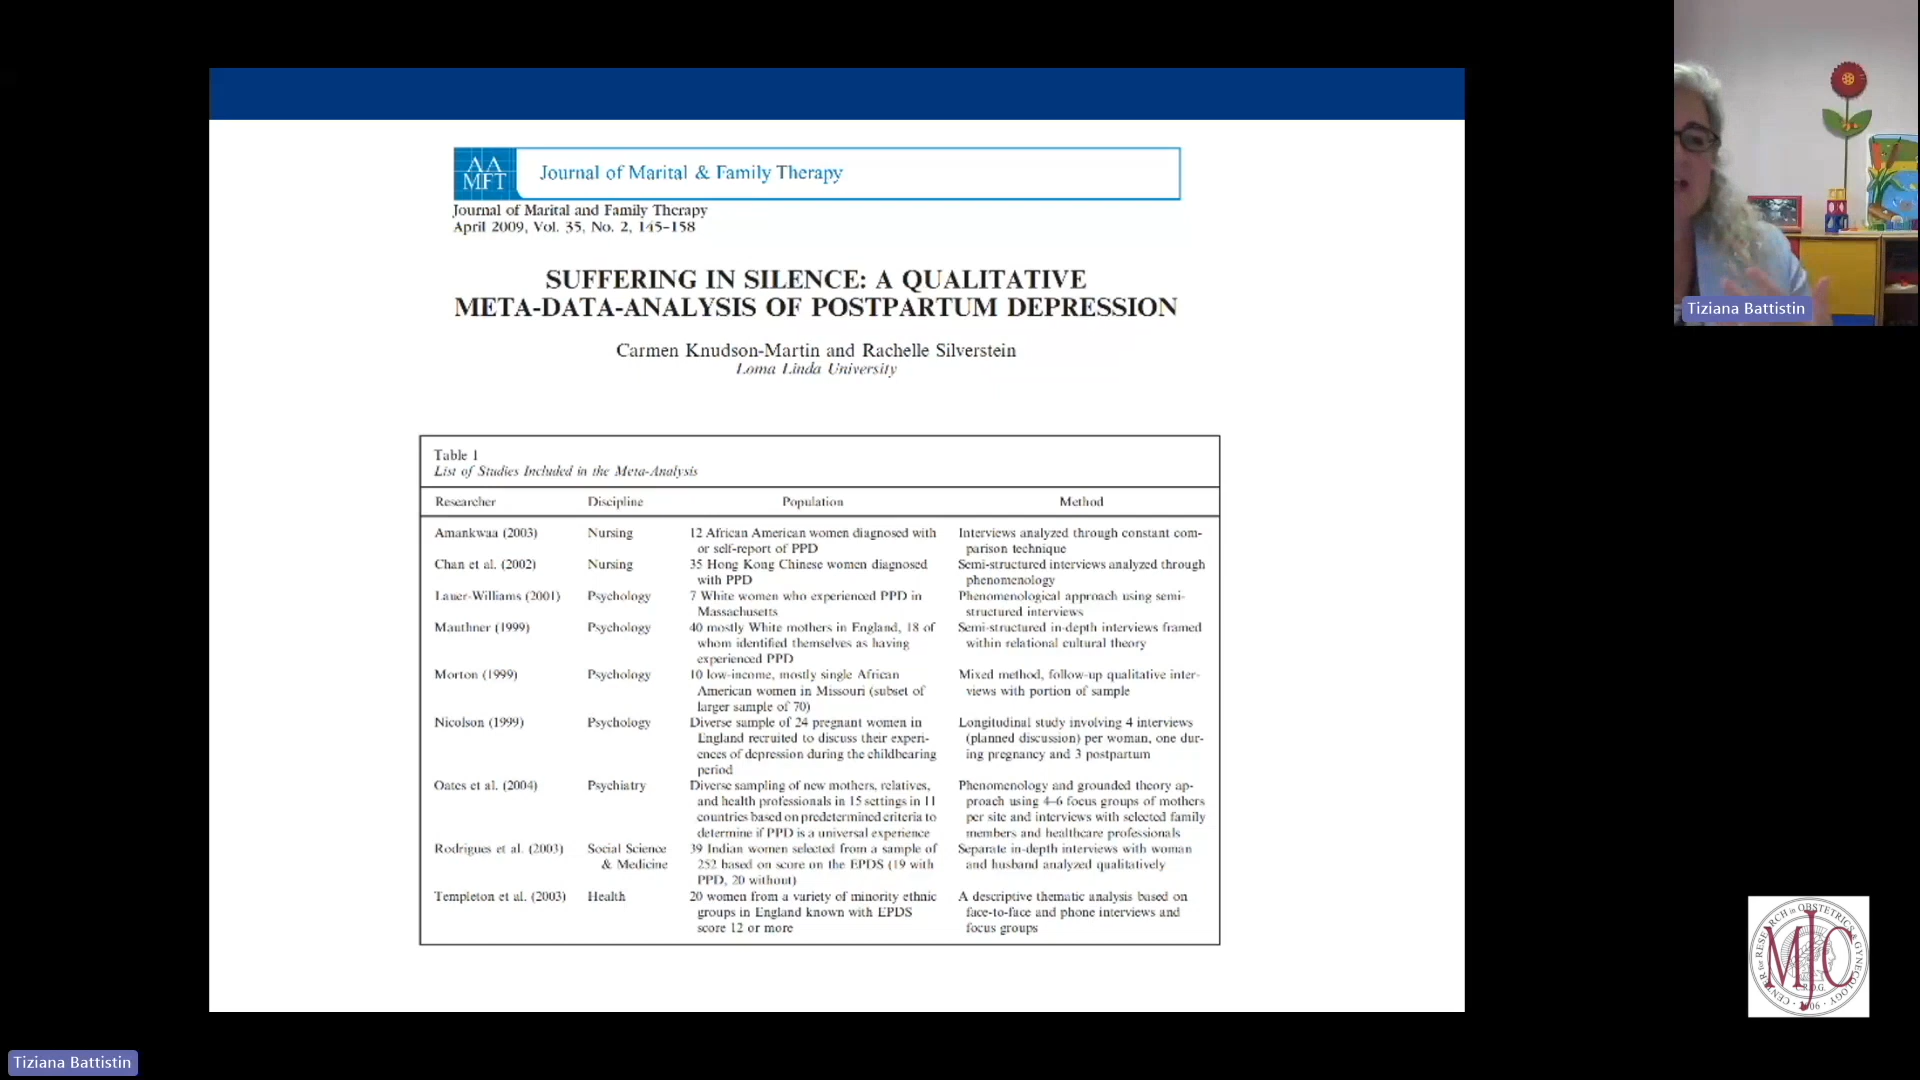 AA
MFT
Journal of Marital & Family Therapy
Journal of Marital and Family Therapy
April 2009, Vol. 35, No. 2, 145–158
SUFFERING IN SILENCE: A QUALITATIVE
META-DATA-ANALYSIS OF POSTPARTUM DEPRESSION
Carmen Knudson-Martin and Rachelle Silverstein
Loma Linda University
Table 1
List of Studies Included in the Meta-Analysis
Researcher Discipline Population Method
Amankwaa (2003) Nursing 12 African American women diagnosed with Interviews analyzed through constant com-
or self-report of PPD parison technique
Chan et al. (2002) Nursing 35 Hong Kong Chinese women diagnosed Semi-structured interviews analyzed through
with PPD phenomenology
Lauer-Williams (2001) Psychology 7 White women who experienced PPD in Phenomenological approach using semi-
Massachusetts structured interviews
Mauthner (1999) Psychology 40 mostly White mothers in England, 18 of Semi-structured in-depth interviews framed
whom identified themselves as having within relational cultural theory
experienced PPD
Morton (1999) Psychology 10 low-income, mostly single African Mixed method, follow-up qualitative inter-
American women in Missouri (subset of views with portion of sample
larger sample of 70)
Nicolson (1999) Psychology Diverse sample of 24 pregnant women in Longitudinal study involving 4 interviews
England recruited to discuss their experi- (planned discussion) per woman, one dur-
ences of depression during the childbearing ing pregnancy and 3 postpartum
period
Oates et al. (2004) Psychiatry Diverse sampling of new mothers, relatives, Phenomenology and grounded theory ap-
and health professionals in 15 settings in 11 proach using 4–6 focus groups of mothers
countries based on predetermined criteria to per site and interviews with selected family
determine if PPD is a universal experience members and healthcare professionals
Rodrigues et al. (2003) Social Science 39 Indian women selected from a sample of Separate in-depth interviews with woman
& Medicine 252 based on score on the EPDS (19 with and husband analyzed qualitatively
PPD, 20 without)
Templeton et al. (2003) Health 20 women from a variety of minority ethnic A descriptive thematic analysis based on
groups in England known with EPDS face-to-face and phone interviews and
score 12 or more focus groups
Tiziana Battistin
CENTER for RESEARCH in OBSTETRICS & GYNECOLOGY
MJC
C.R.O.G.
2006
Tiziana Battistin